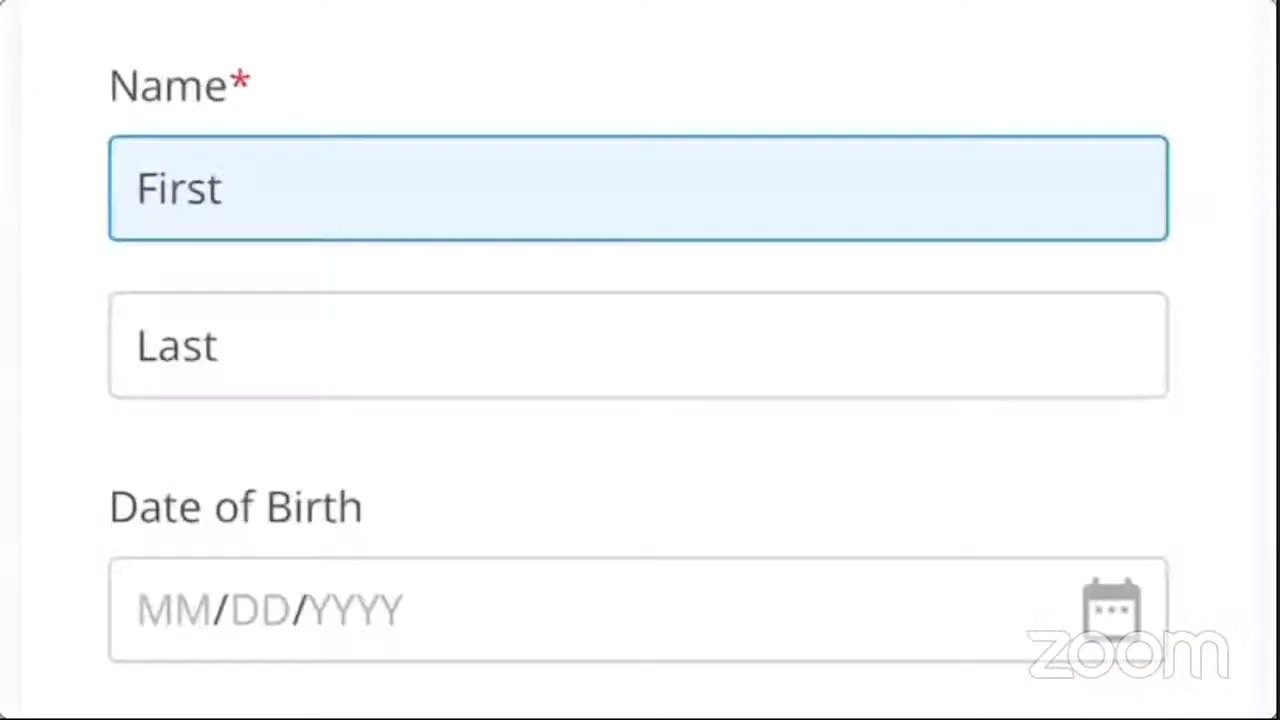 Name*
First
Last
Date of Birth
MM/DD/YYYY
zoom